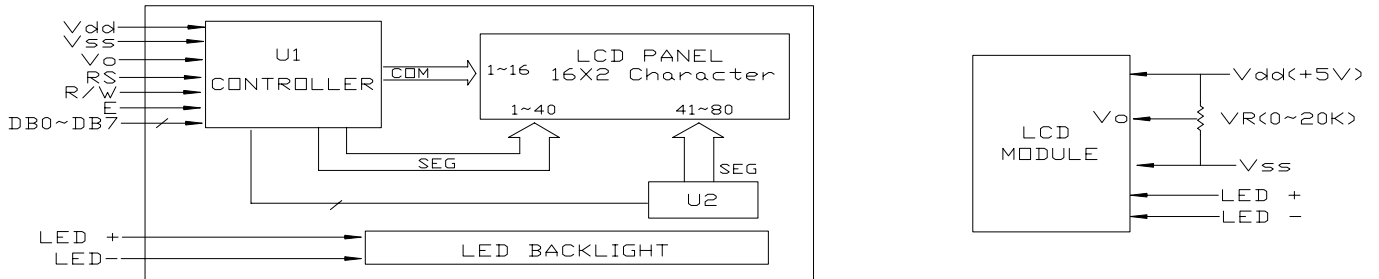 Vdd
Vss
Vo
RS
R/W
E
DB0~DB7
U1
CONTROLLER
COM
LCD PANEL
16X2 Character
1~16
1~40
41~80
SEG
SEG
U2
LED +
LED-
LED BACKLIGHT
LCD
MODULE
Vdd(+5V)
Vo
VR(0~20K)
Vss
LED +
LED -